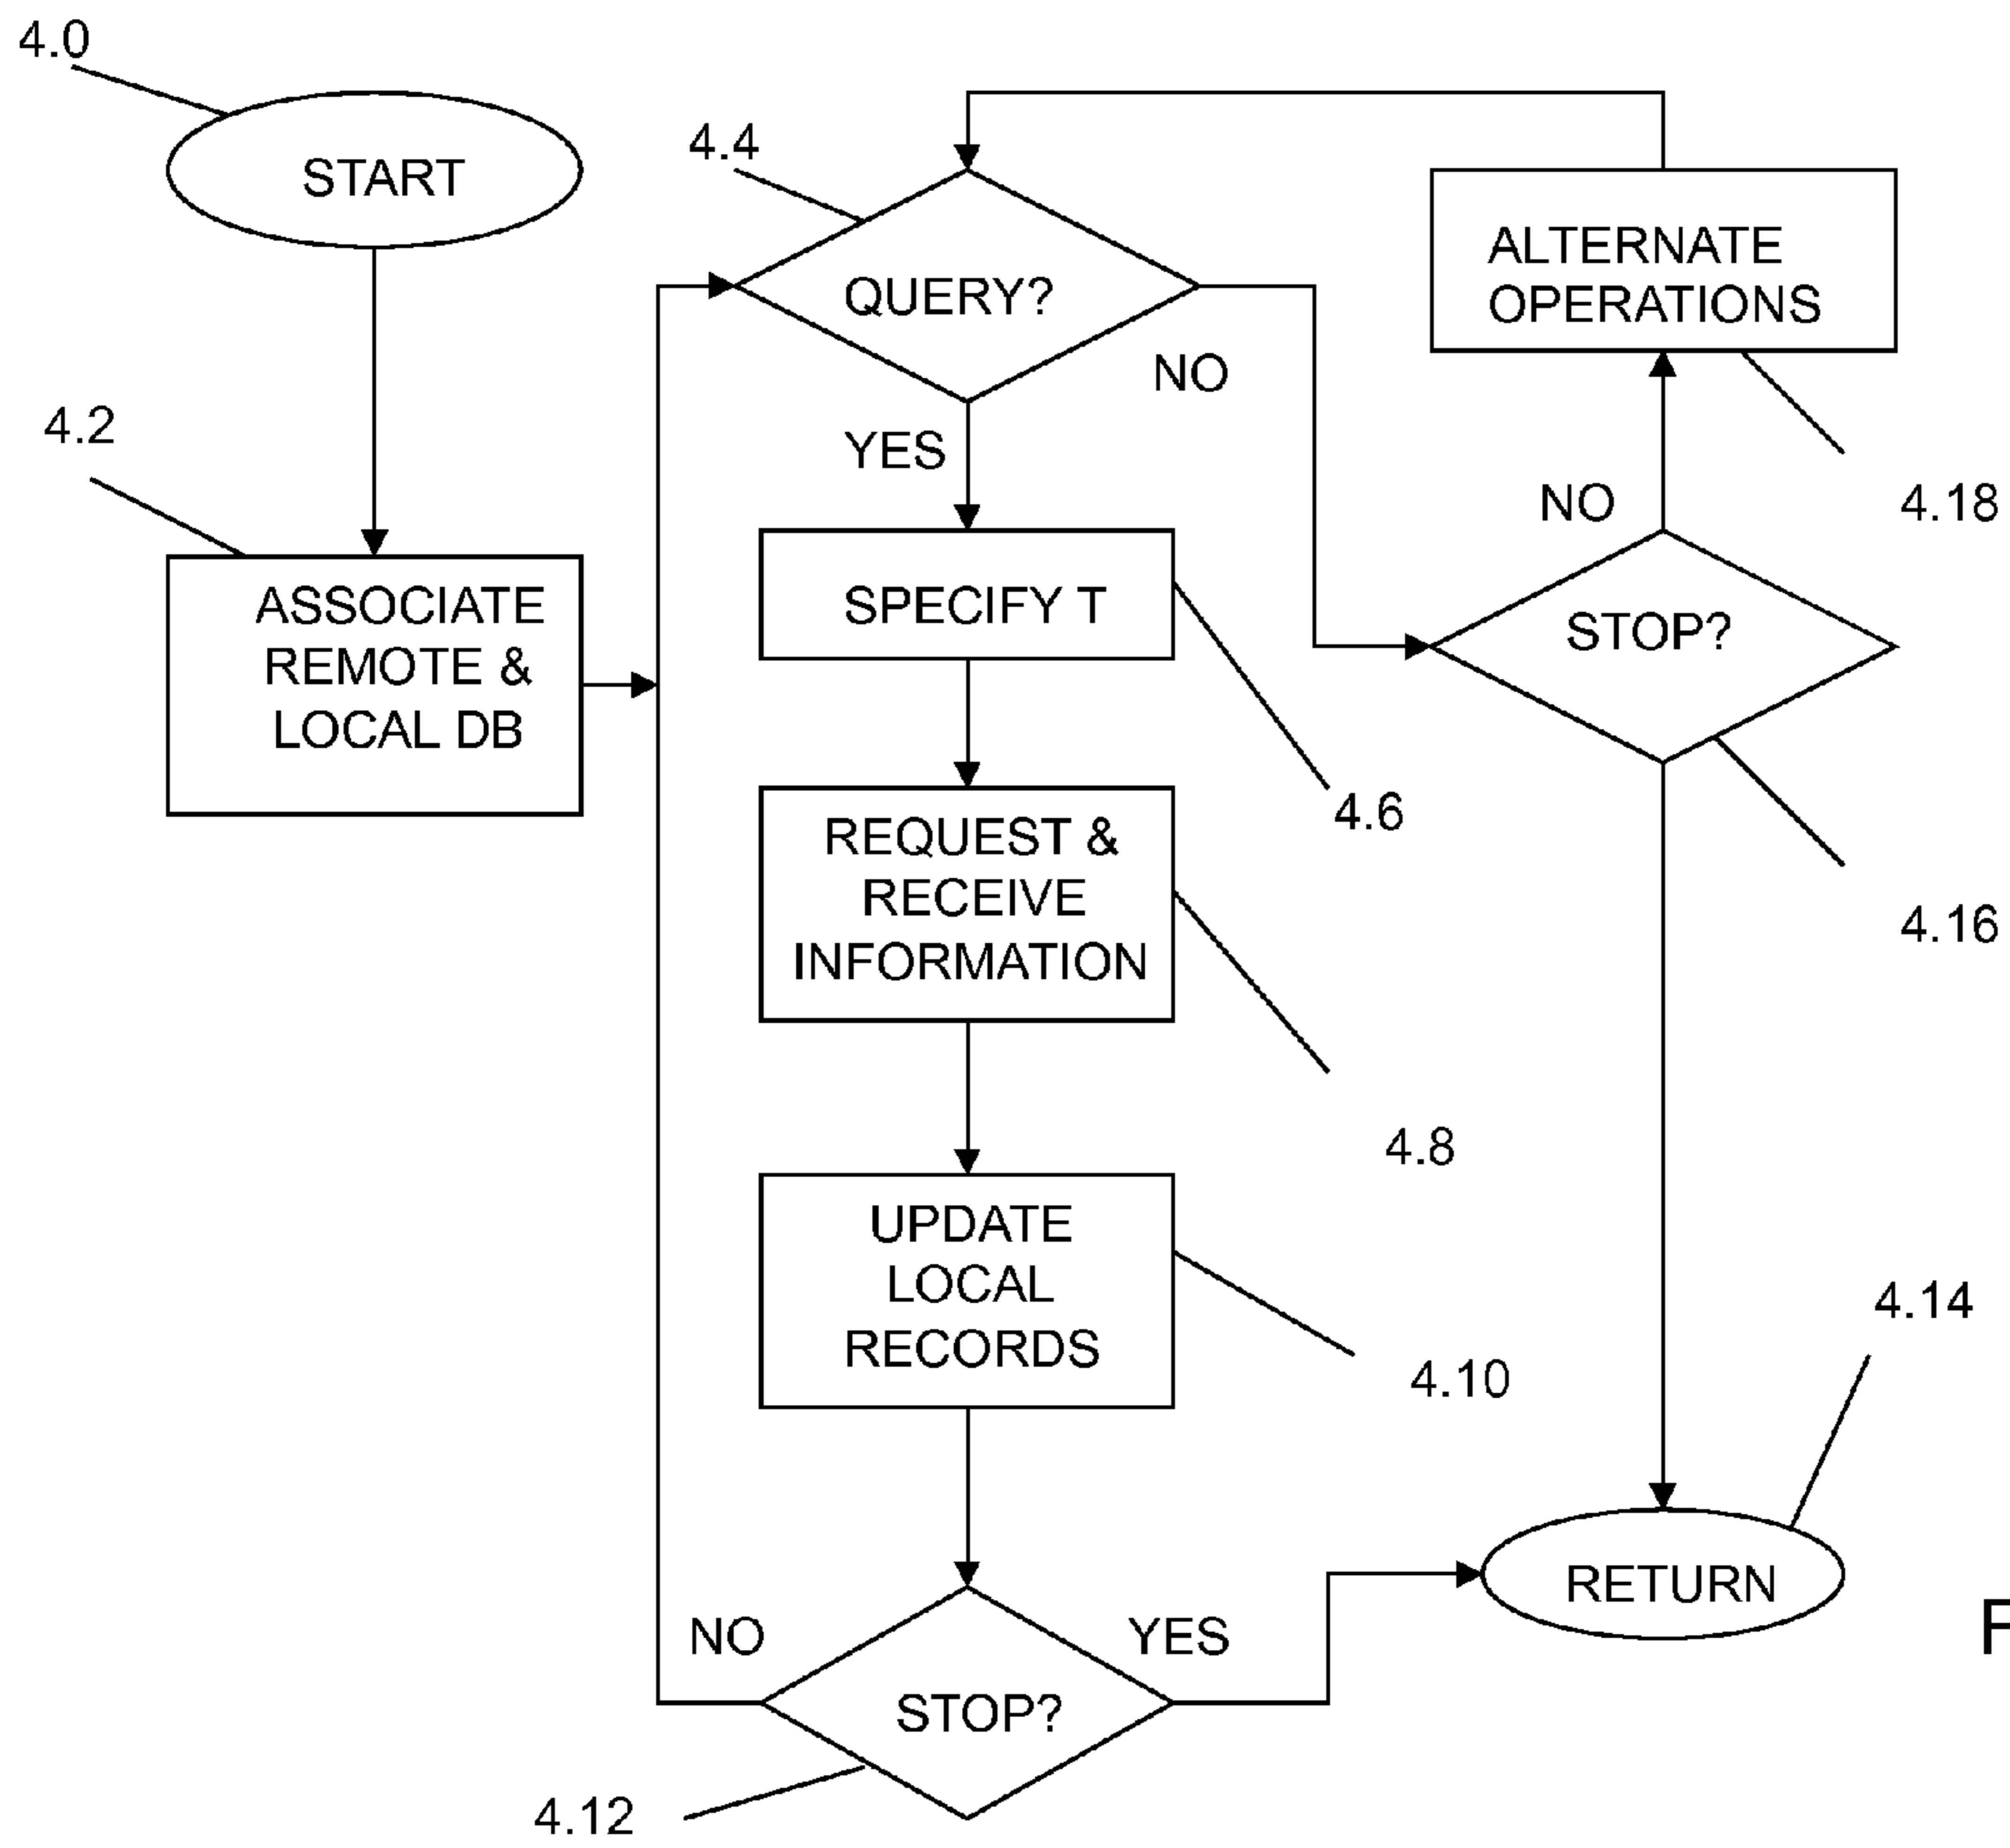 4.0
START
4.2
ASSOCIATE
REMOTE &
LOCAL DB
4.4
QUERY?
NO
YES
SPECIFY T
4.6
REQUEST &
RECEIVE
INFORMATION
4.8
UPDATE
LOCAL
RECORDS
4.10
NO
YES
STOP?
4.12
ALTERNATE
OPERATIONS
4.18
NO
STOP?
4.16
4.14
RETURN